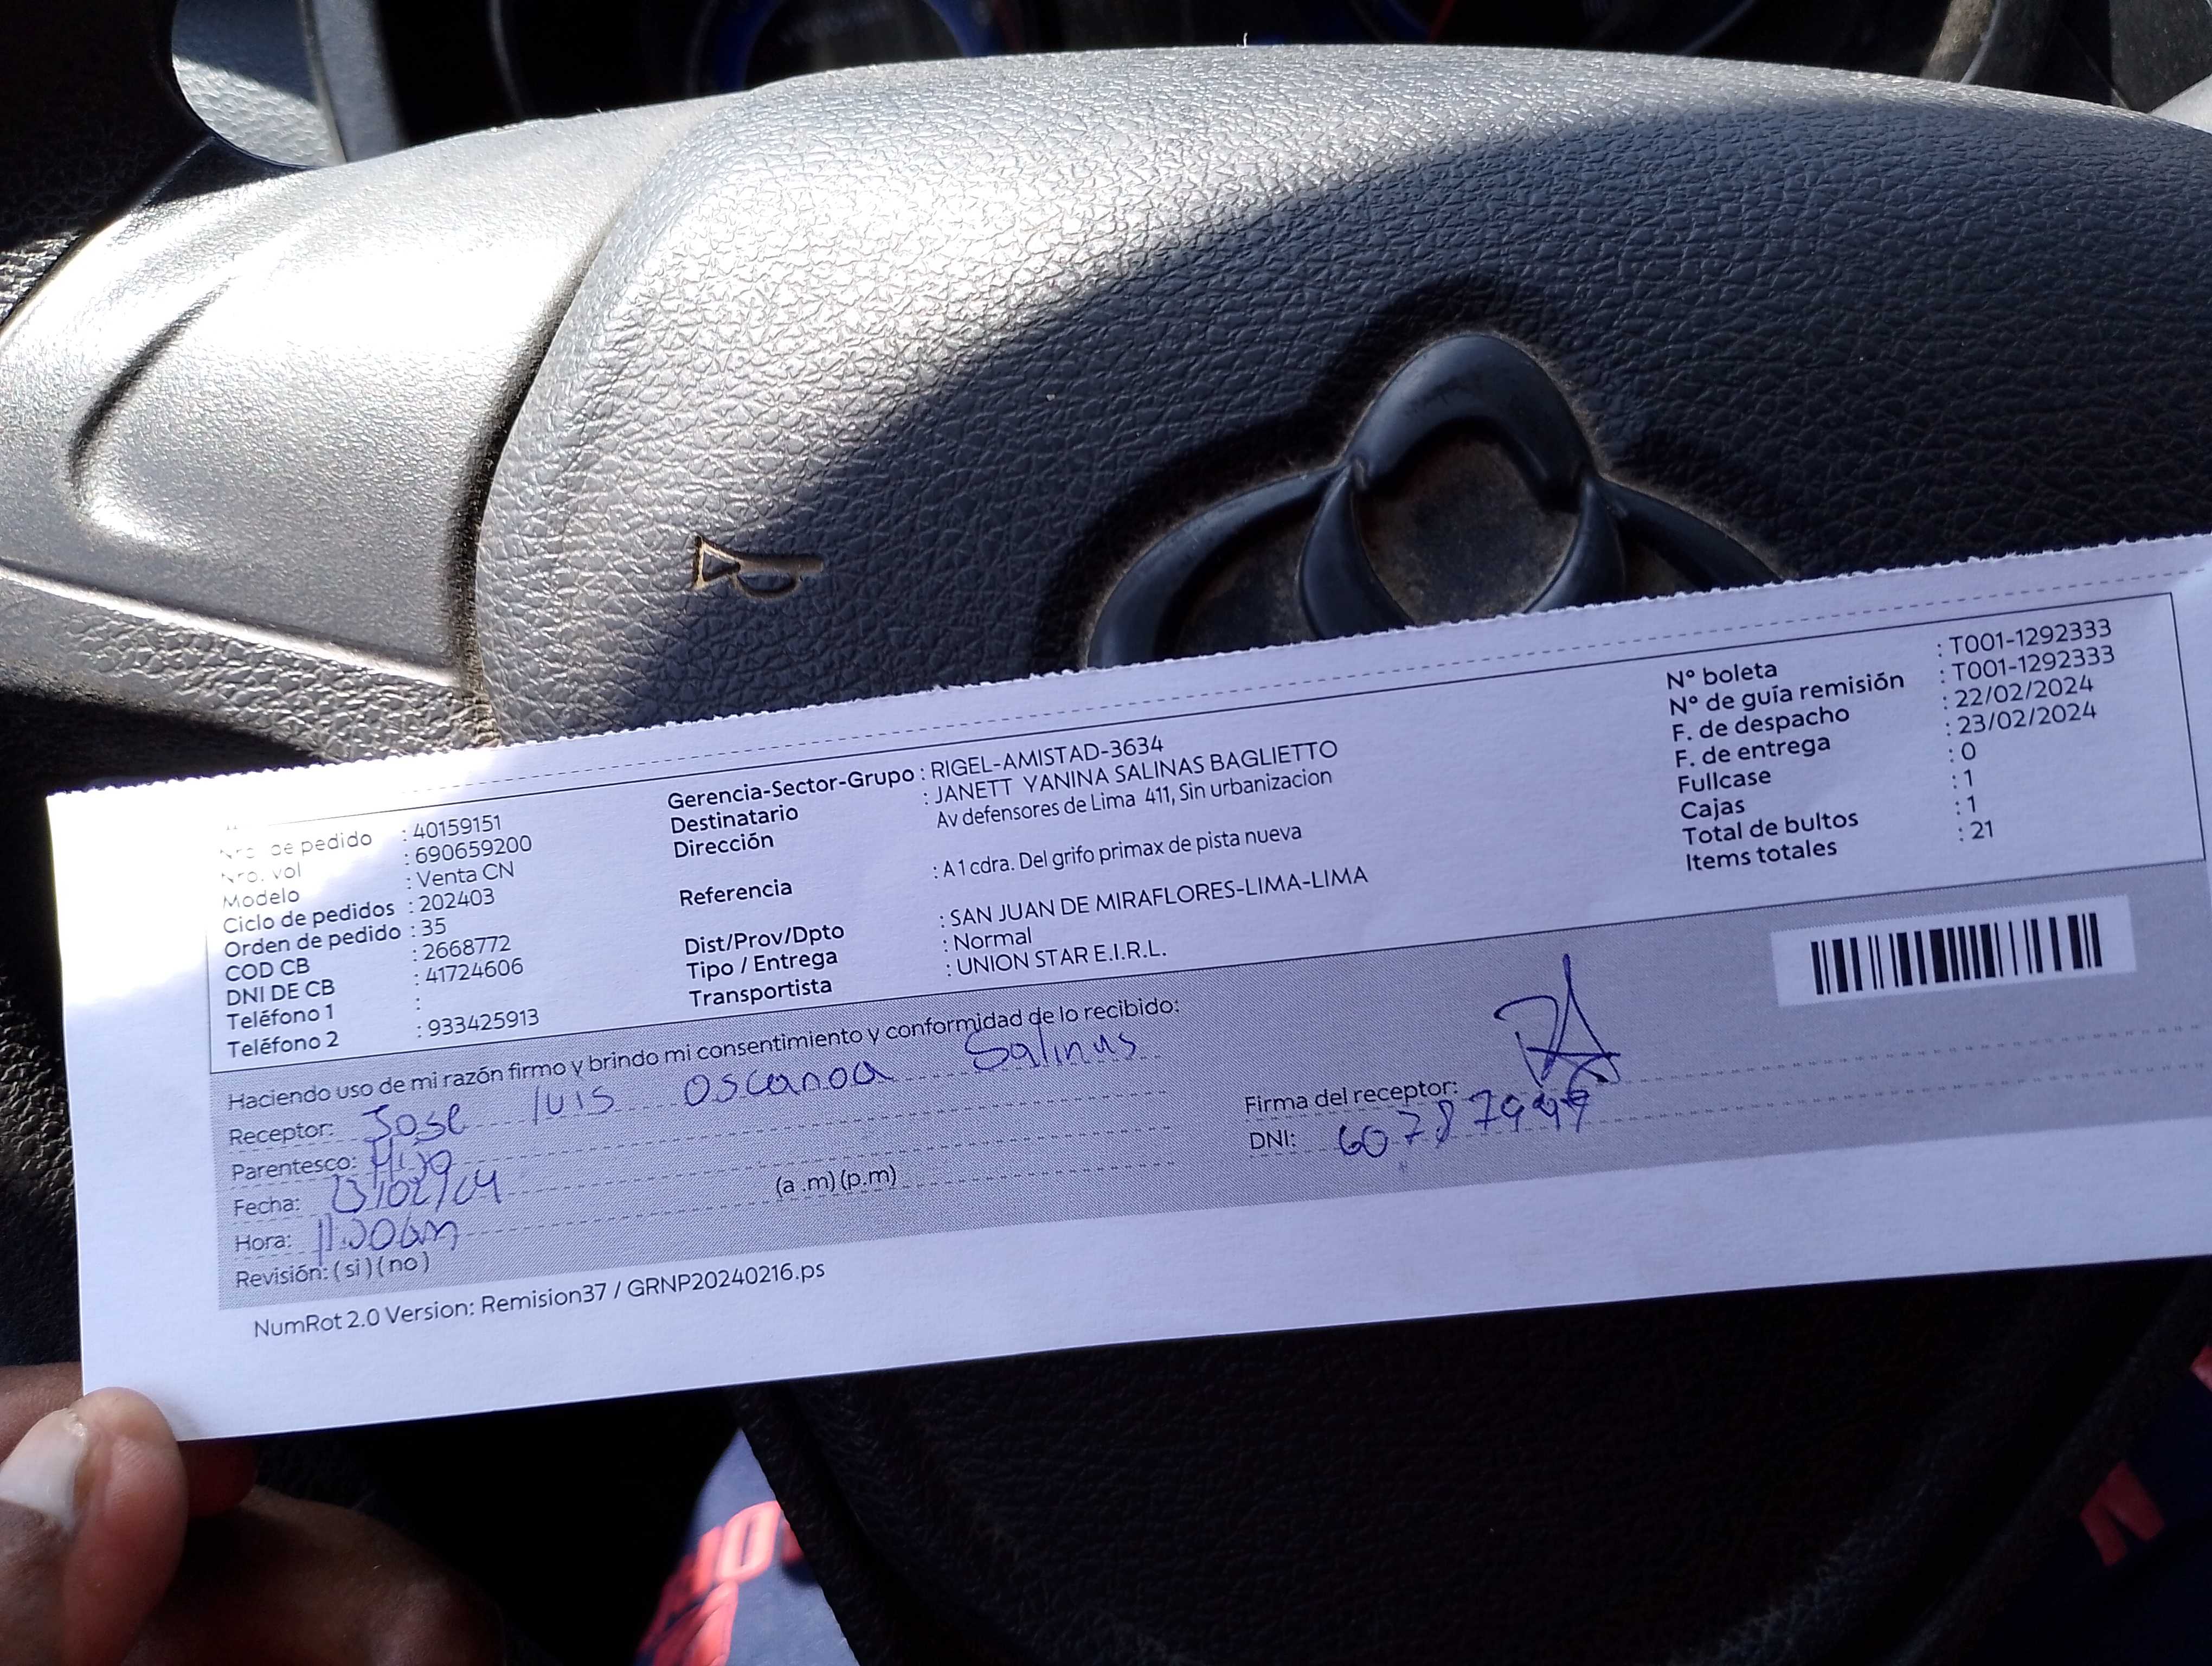 Nro. de pedido : 40159151
Nro. vol : 690659200
Modelo : Venta CN
Ciclo de pedidos : 202403
Orden de pedido : 35
COD CB : 2668772
DNI DE CB : 41724606
Teléfono 1 :
Teléfono 2 : 933425913
Gerencia-Sector-Grupo : RIGEL-AMISTAD-3634
Destinatario : JANETT YANINA SALINAS BAGLIETTO
Dirección Av defensores de Lima 411, Sin urbanizacion
Referencia : A 1 cdra. Del grifo primax de pista nueva
Dist/Prov/Dpto : SAN JUAN DE MIRAFLORES-LIMA-LIMA
Tipo / Entrega : Normal
Transportista : UNION STAR E.I.R.L.
N° boleta : T001-1292333
N° de guía remisión : T001-1292333
F. de despacho : 22/02/2024
F. de entrega : 23/02/2024
Fullcase : 0
Cajas : 1
Total de bultos : 1
Items totales : 21
Haciendo uso de mi razón firmo y brindo mi consentimiento y conformidad de lo recibido:
Receptor: Jose luis oscanoa Salinas
Parentesco: Hijo
Fecha:
Hora: 11:00am (a .m) (p.m)
Revisión: ( si ) ( no )
Firma del receptor:
DNI:
NumRot 2.0 Version: Remision37 / GRNP20240216.ps